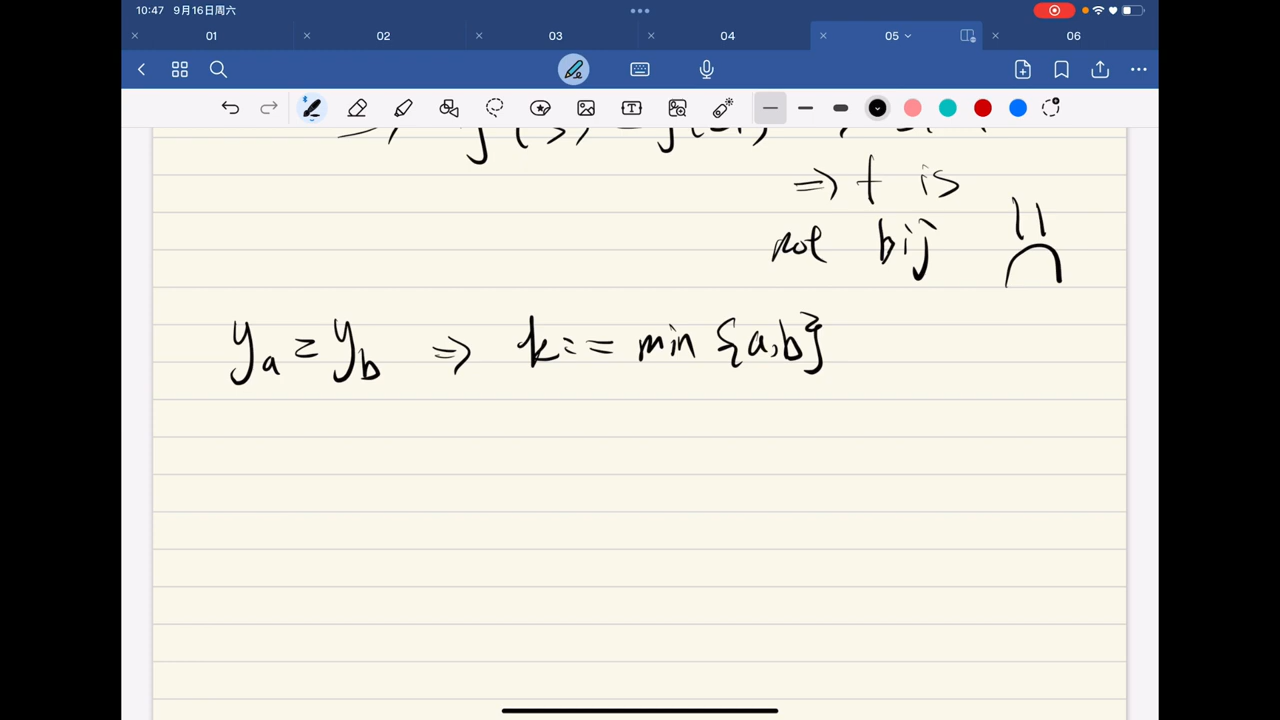 10:47 9月16日周六
01 02 03 04 05 06
⇒ f is
not bij
y_a = y_b ⇒ k := min {a,b}